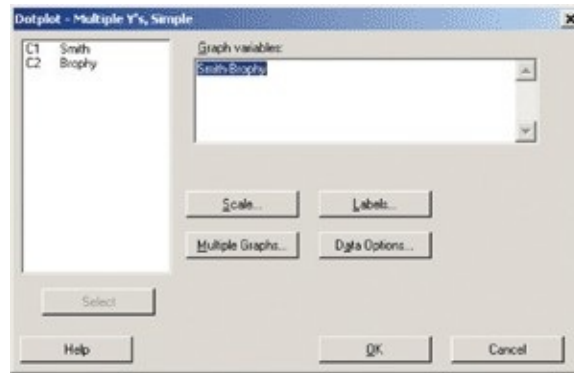 Dotplot - Multiple Y's, Simple
C1 Smith
C2 Brophy
Graph variables:
Smith-Brophy
Scale...
Labels...
Multiple Graphs...
Data Options...
Select
Help
OK
Cancel